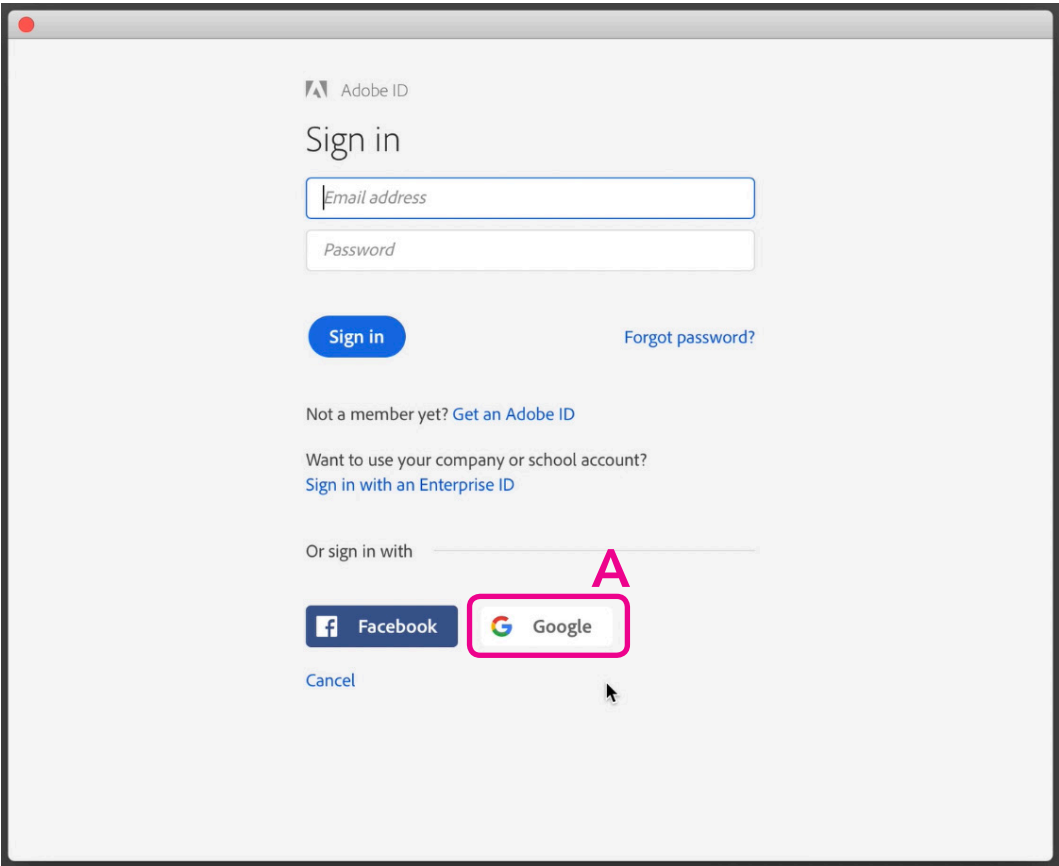 Adobe ID
Sign in
Email address
Password
Sign in Forgot password?
Not a member yet? Get an Adobe ID
Want to use your company or school account?
Sign in with an Enterprise ID
Or sign in with
A
Facebook Google
Cancel